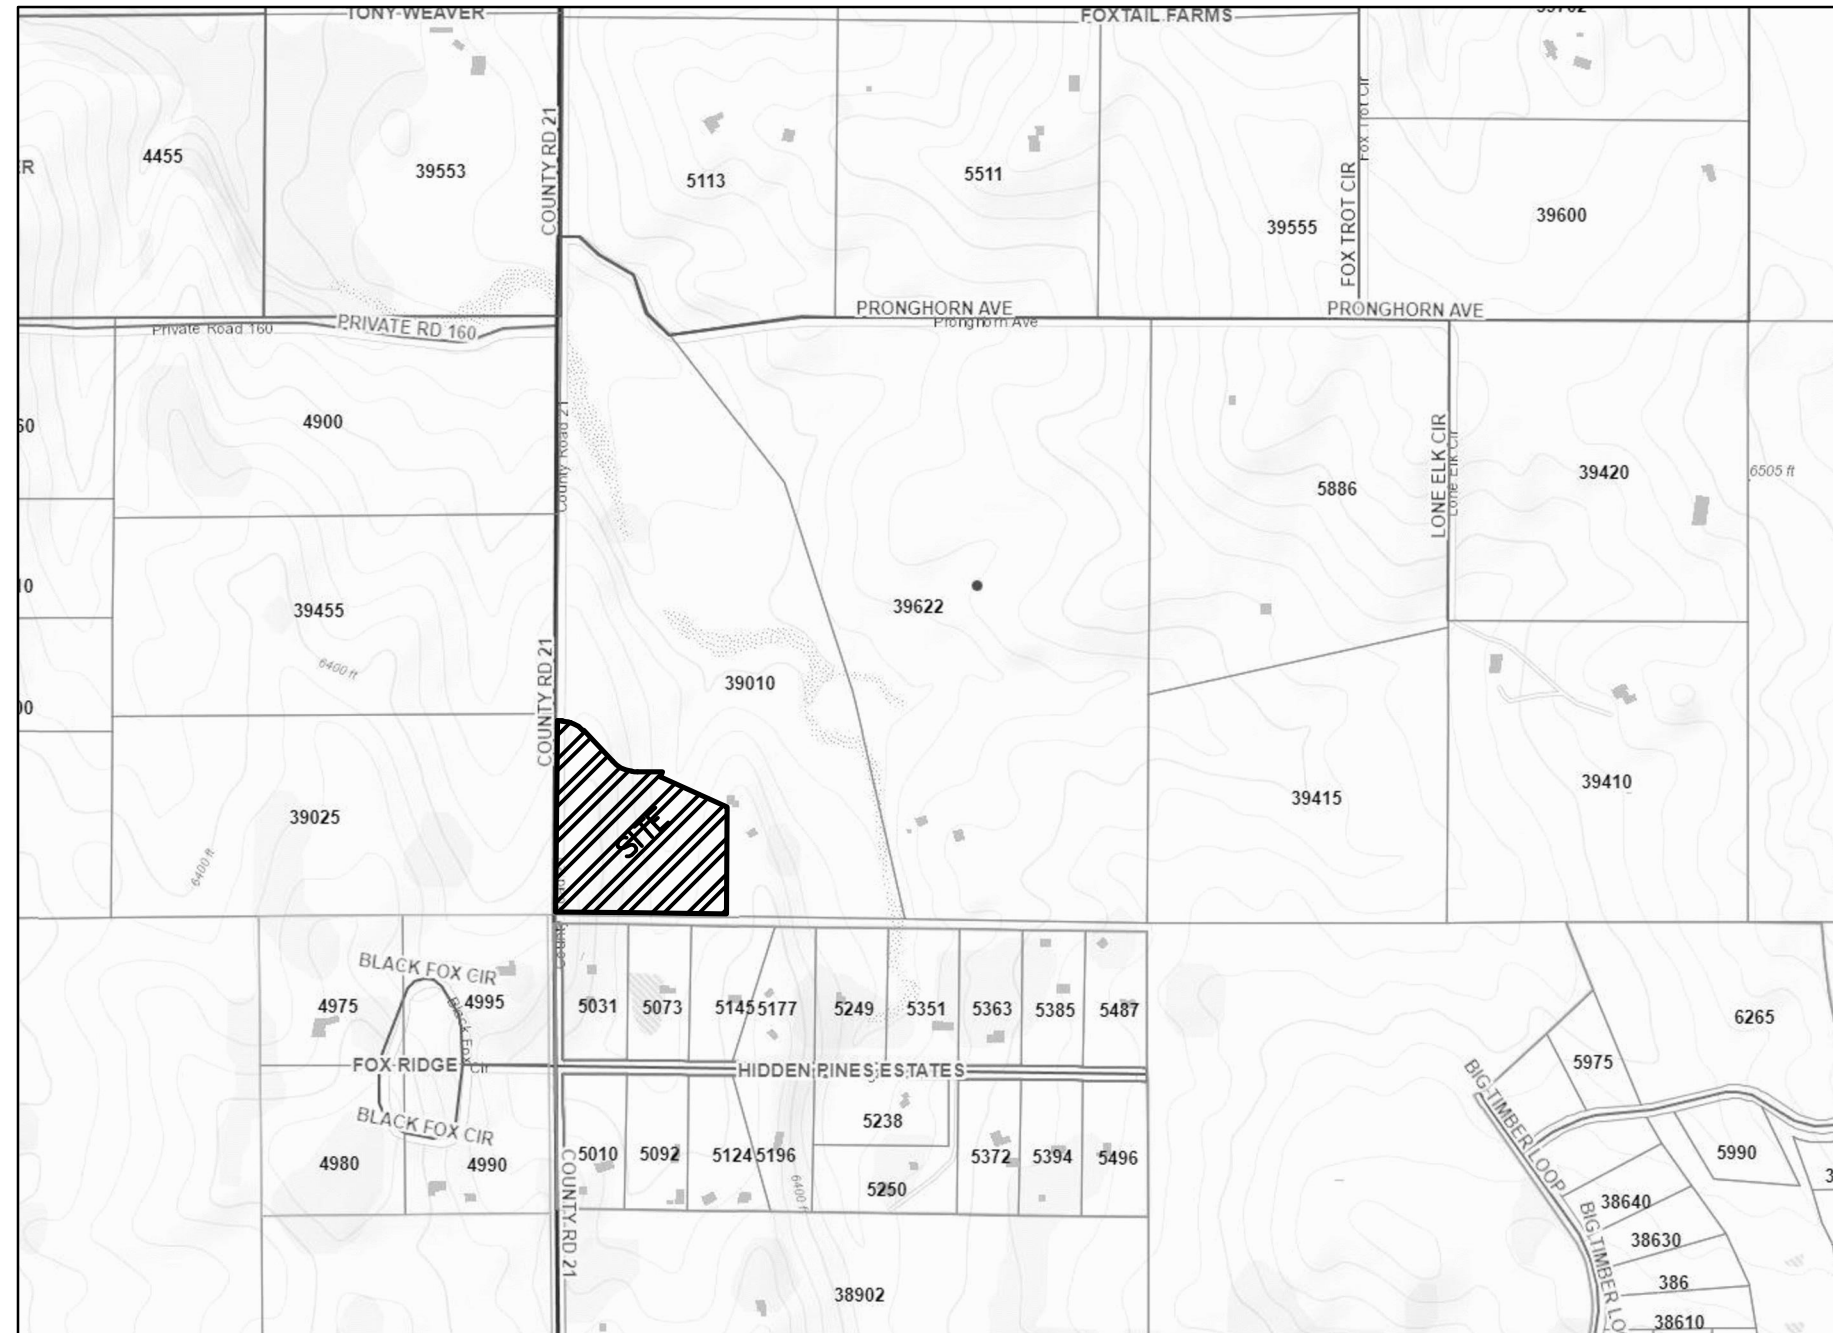 TONY WEAVER
FOXTAIL FARMS
4455
39553
COUNTY RD 21
5113
5511
39555
FOX TROT CIR
Fox Trot Cir
39600
PRIVATE RD 160
Private Road 160
PRONGHORN AVE
Pronghorn Ave
PRONGHORN AVE
4900
County Road 21
5886
LONE ELK CIR
Lone Elk Cir
39420
6505 ft
39455
6400 ft
39622
39010
COUNTY RD 21
39025
6400 ft
SITE
39415
39410
BLACK FOX CIR
Black Fox Cir
4975
4995
5031
5073
5145
5177
5249
5351
5363
5385
5487
6265
FOX RIDGE
HIDDEN PINES ESTATES
5975
BIG TIMBER LOOP
BLACK FOX CIR
5238
4980
4990
5010
5092
5124
5196
5250
5372
5394
5496
5990
COUNTY RD 21
6400 f
38640
BIG TIMBER LO
38630
386
38610
38902